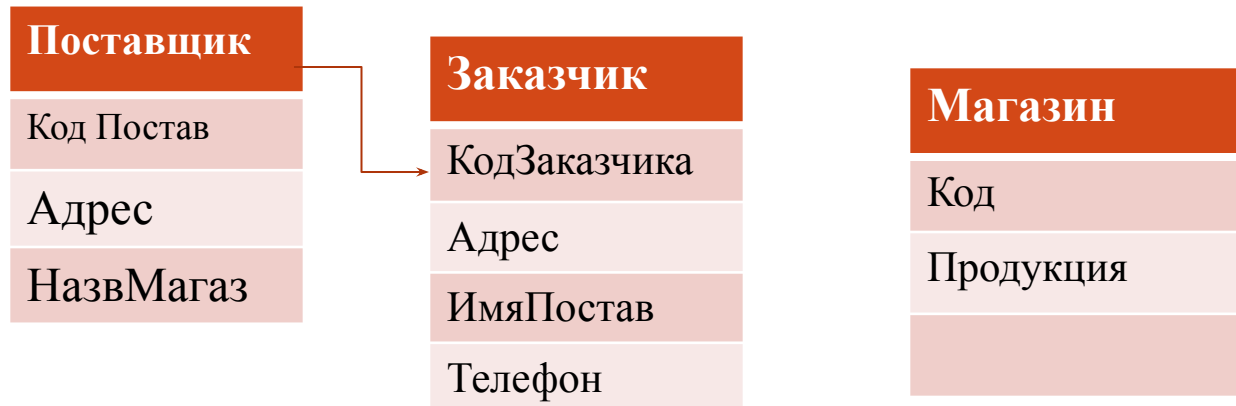 Поставщик
Код Постав
Адрес
НазвМагаз
Заказчик
КодЗаказчика
Адрес
ИмяПостав
Телефон
Магазин
Код
Продукция